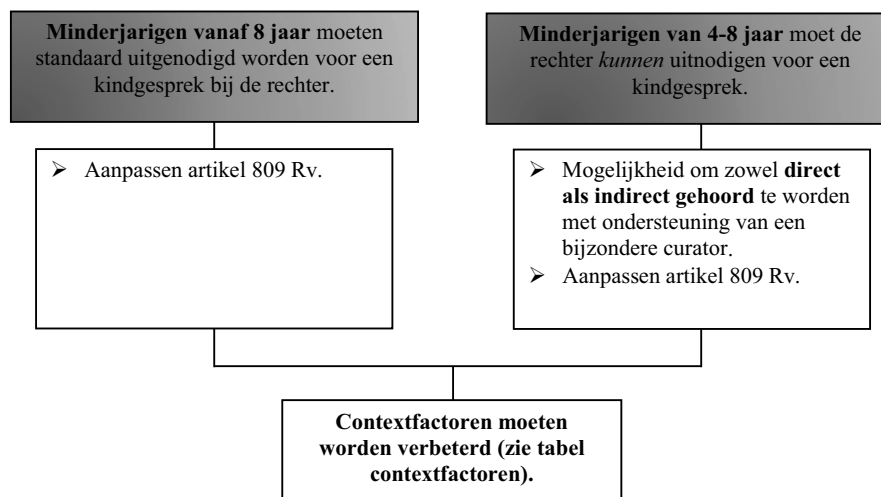 Minderjarigen vanaf 8 jaar moeten
standaard uitgenodigd worden voor een
kindgesprek bij de rechter.
Minderjarigen van 4-8 jaar moet de
rechter kunnen uitnodigen voor een
kindgesprek.
➢ Aanpassen artikel 809 Rv.
➢ Mogelijkheid om zowel direct
als indirect gehoord te worden
met ondersteuning van een
bijzondere curator.
➢ Aanpassen artikel 809 Rv.
Contextfactoren moeten
worden verbeterd (zie tabel
contextfactoren).